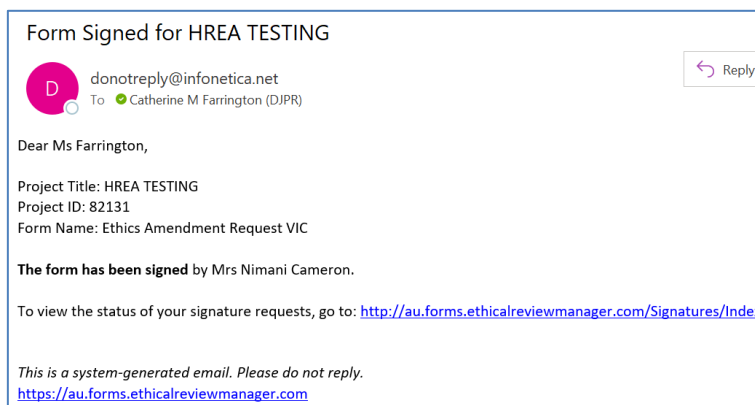 Form Signed for HREA TESTING
Reply
D
donotreply@infonetica.net
To Catherine M Farrington (DJPR)
Dear Ms Farrington,
Project Title: HREA TESTING
Project ID: 82131
Form Name: Ethics Amendment Request VIC
The form has been signed by Mrs Nimani Cameron.
To view the status of your signature requests, go to: http://au.forms.ethicalreviewmanager.com/Signatures/Inde
This is a system-generated email. Please do not reply.
https://au.forms.ethicalreviewmanager.com